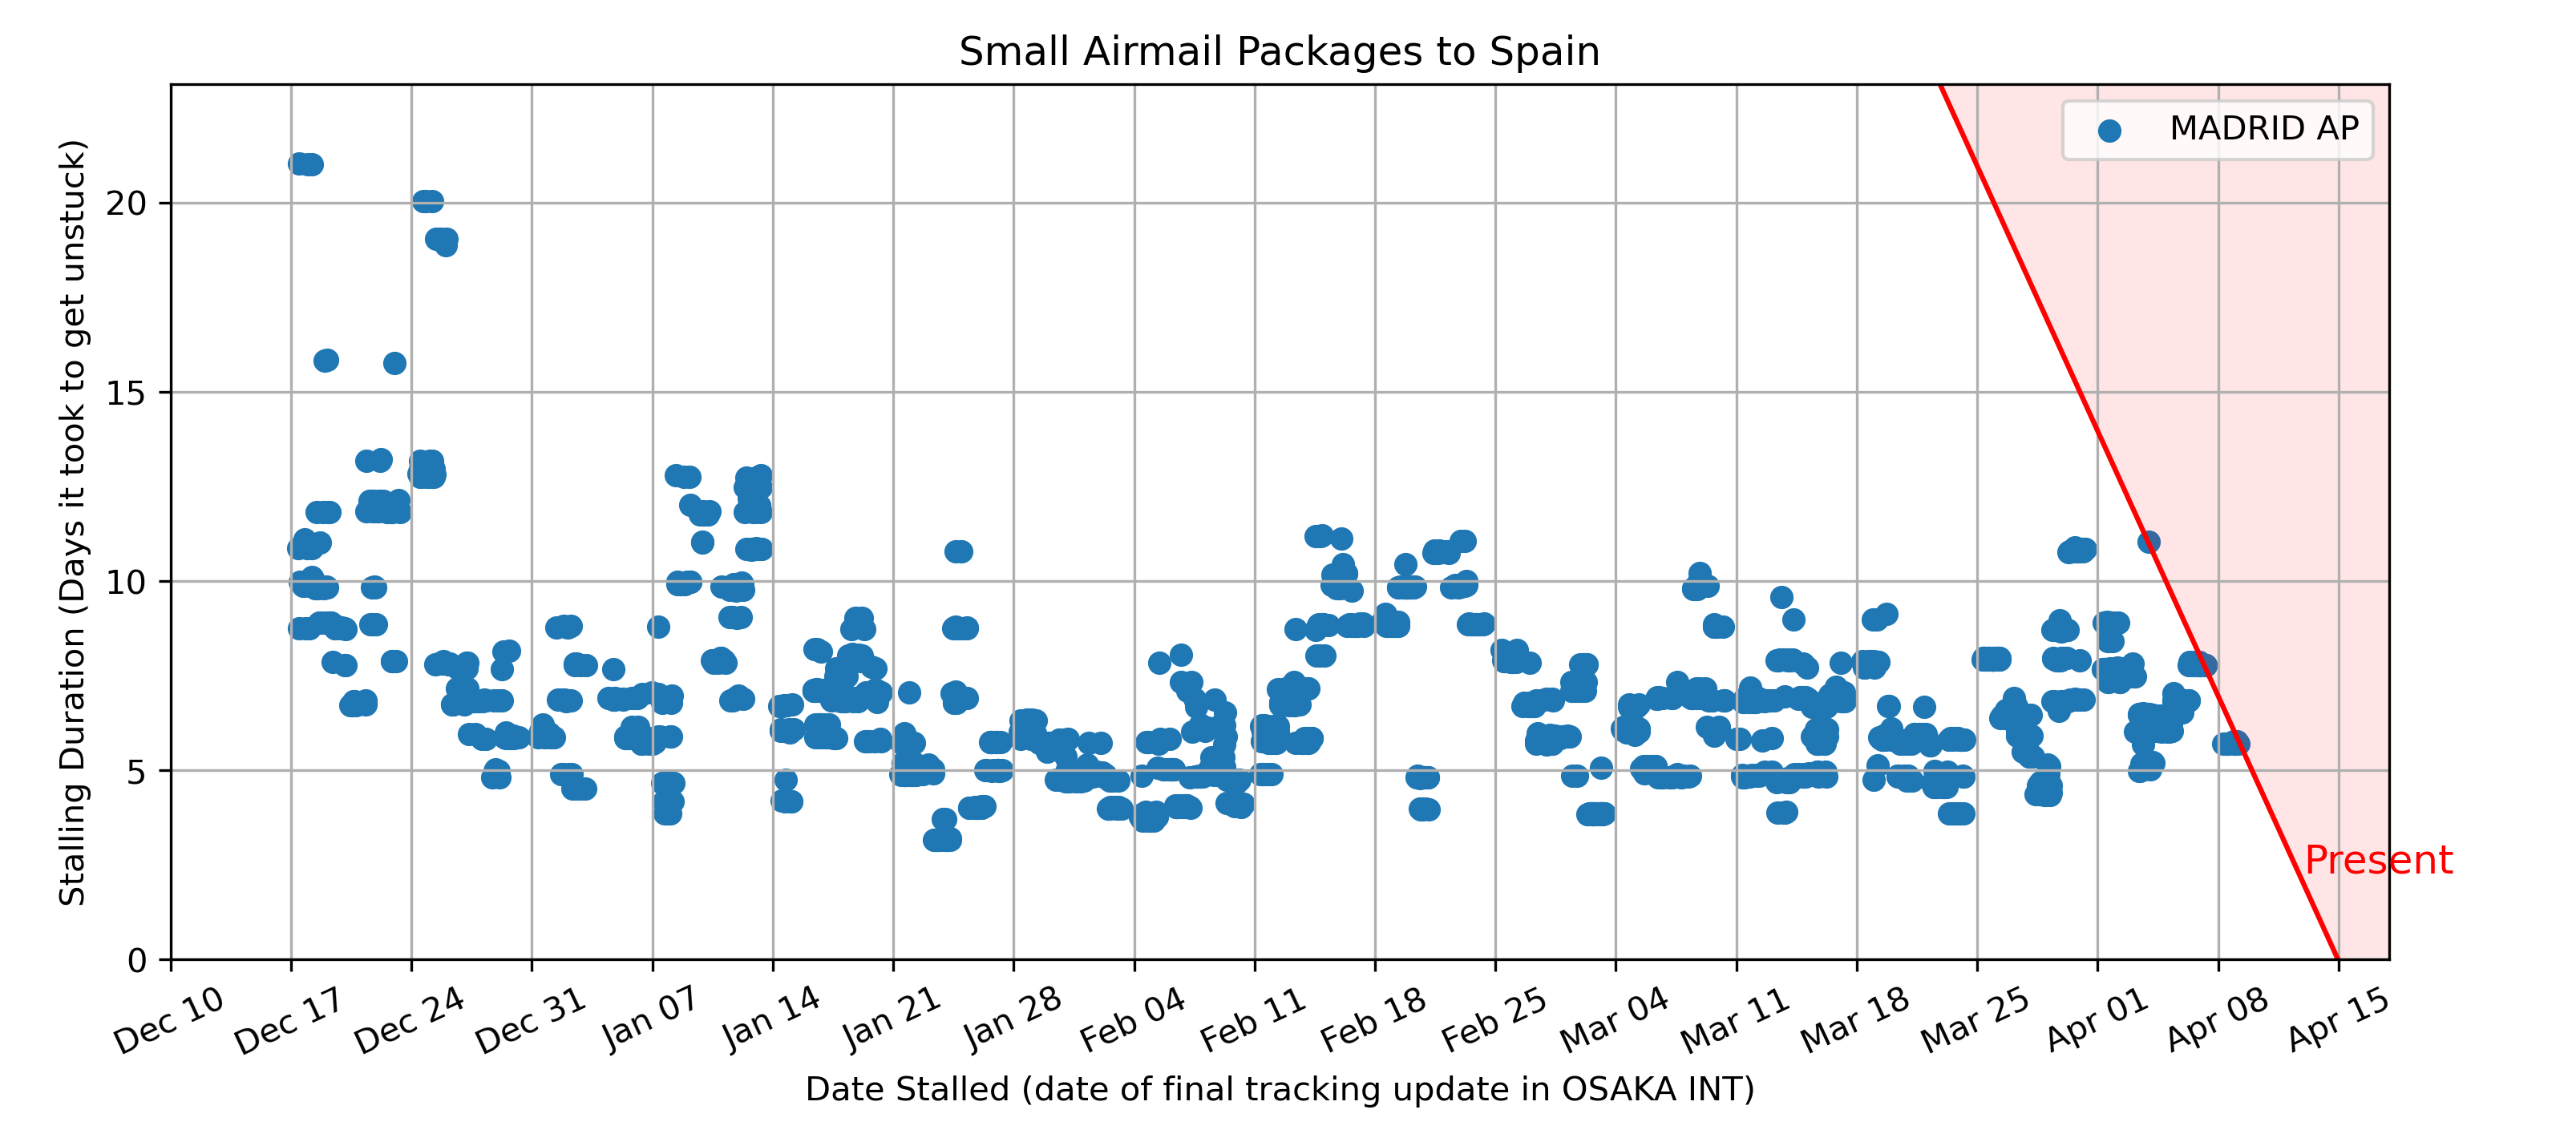 Small Airmail Packages to Spain
MADRID AP
Stalling Duration (Days it took to get unstuck)
20
15
10
5
0
Present
Dec 10
Dec 17
Dec 24
Dec 31
Jan 07
Jan 14
Jan 21
Jan 28
Feb 04
Feb 11
Feb 18
Feb 25
Mar 04
Mar 11
Mar 18
Mar 25
Apr 01
Apr 08
Apr 15
Date Stalled (date of final tracking update in OSAKA INT)